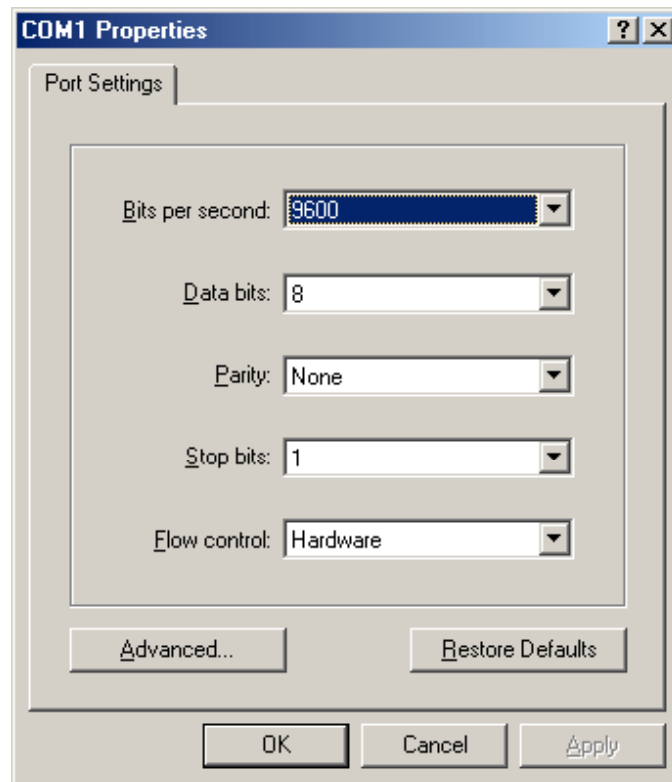 COM1 Properties
Port Settings
Bits per second: 9600
Data bits: 8
Parity: None
Stop bits: 1
Flow control: Hardware
Advanced... Restore Defaults
OK Cancel Apply